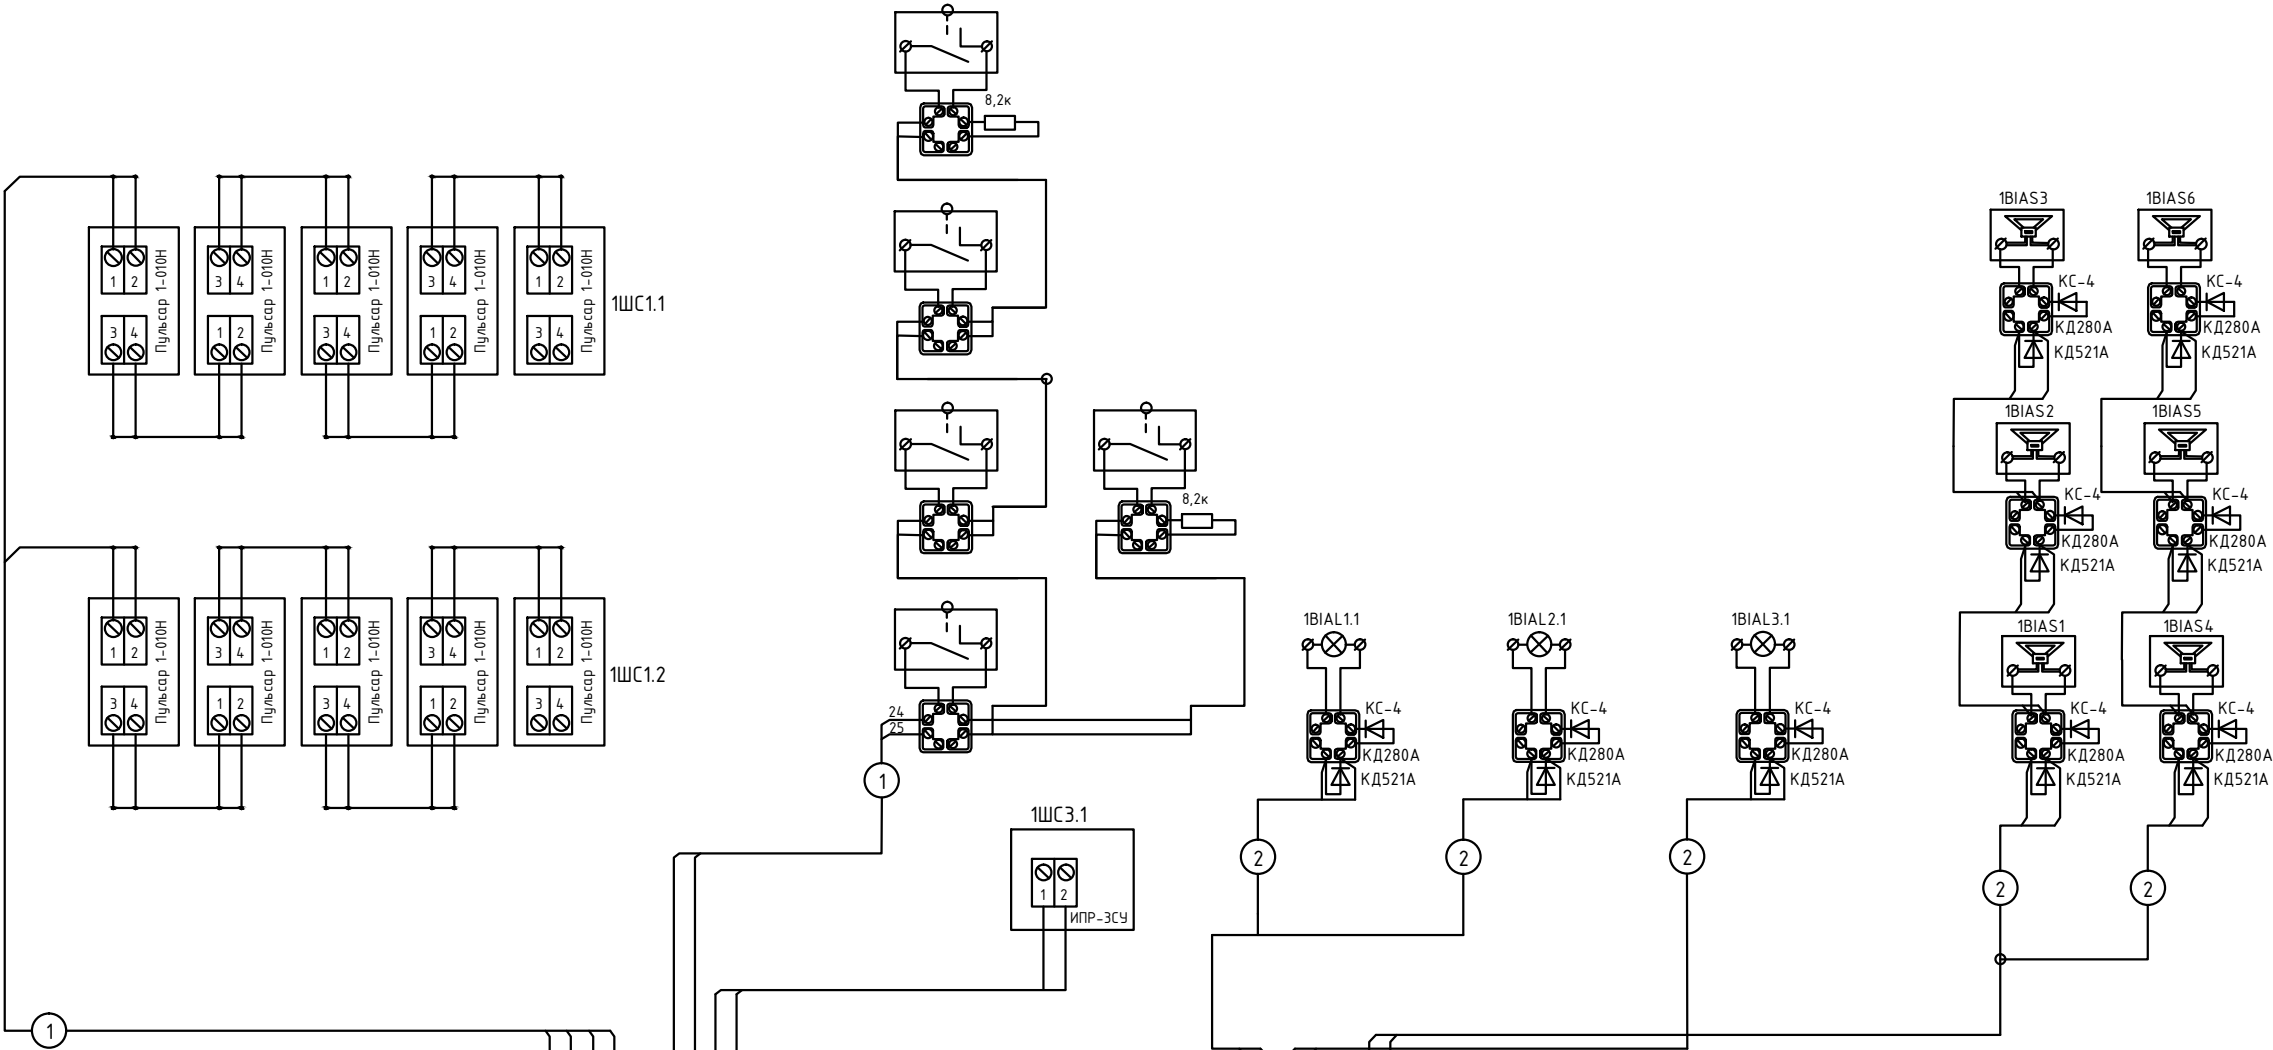 8,2к
1BIAS3
1BIAS6
КС-4
КС-4
КД280А
КД280А
КД521А
КД521А
1
2
3
4
1
2
3
4
1
2
3
4
1
2
3
4
1
2
3
4
Пульсар 1-010Н
Пульсар 1-010Н
Пульсар 1-010Н
Пульсар 1-010Н
Пульсар 1-010Н
1ШС1.1
1BIAS2
1BIAS5
8,2к
КС-4
КС-4
КД280А
КД280А
КД521А
КД521А
1
2
3
4
1
2
3
4
1
2
3
4
1
2
3
4
1
2
3
4
Пульсар 1-010Н
Пульсар 1-010Н
Пульсар 1-010Н
Пульсар 1-010Н
Пульсар 1-010Н
1ШС1.2
1BIAL1.1
1BIAL2.1
1BIAL3.1
1BIAS1
1BIAS4
24
25
КС-4
КС-4
КС-4
КС-4
КС-4
КД280А
КД280А
КД280А
КД280А
КД280А
КД521А
КД521А
КД521А
КД521А
КД521А
1
1ШС3.1
1
2
ИПР-3СУ
2
2
2
2
2
1